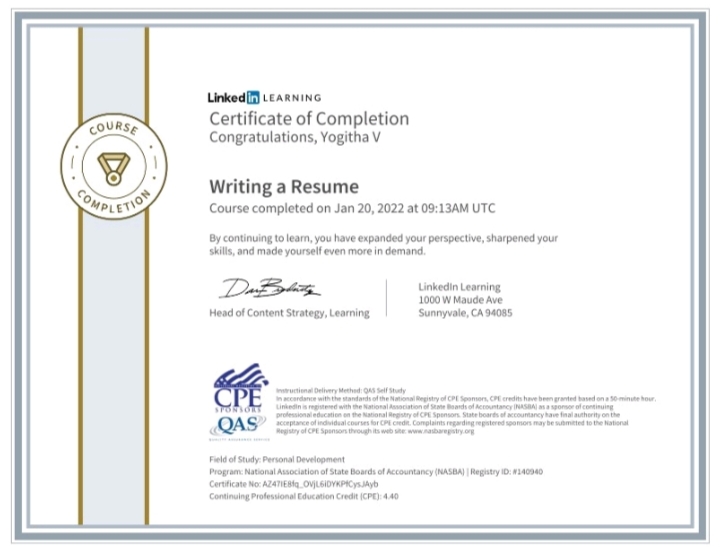 LinkedIn LEARNING
Certificate of Completion
Congratulations, Yogitha V
COURSE
COMPLETION
Writing a Resume
Course completed on Jan 20, 2022 at 09:13AM UTC
By continuing to learn, you have expanded your perspective, sharpened your
skills, and made yourself even more in demand.
Head of Content Strategy, Learning
LinkedIn Learning
1000 W Maude Ave
Sunnyvale, CA 94085
CPE
SPONSORS
QAS
Instructional Delivery Method: QAS Self Study
In accordance with the standards of the National Registry of CPE Sponsors, CPE credits have been granted based on a 50-minute hour.
LinkedIn is registered with the National Association of State Boards of Accountancy (NASBA) as a sponsor of continuing
professional education on the National Registry of CPE Sponsors. State boards of accountancy have final authority on the
acceptance of individual courses for CPE credit. Complaints regarding registered sponsors may be submitted to the National
Registry of CPE Sponsors through its web site: www.nasbaregistry.org
Field of Study: Personal Development
Program: National Association of State Boards of Accountancy (NASBA) | Registry ID: #140940
Certificate No:
Continuing Professional Education Credit (CPE): 4.40